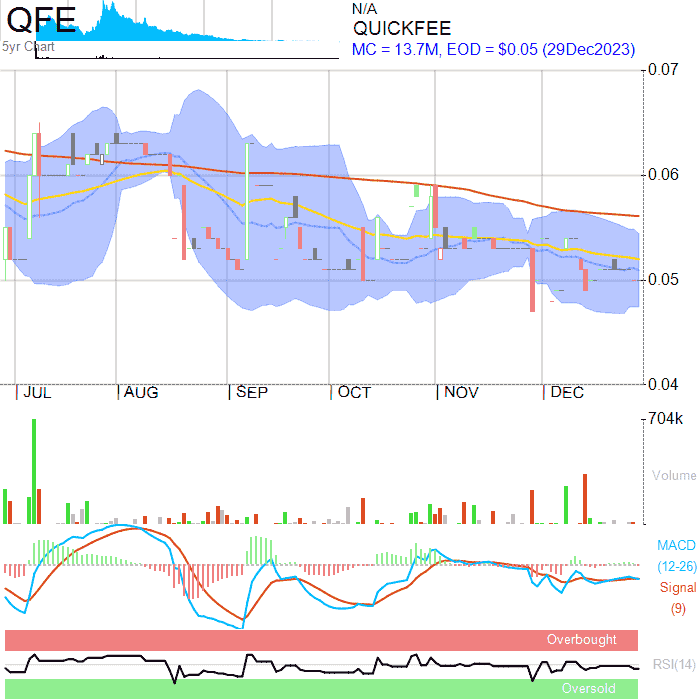 QFE
N/A
QUICKFEE
5yr Chart
MC = 13.7M, EOD = $0.05 (29Dec2023)
0.07
0.06
0.05
0.04
JUL AUG SEP OCT NOV DEC
704k
Volume
MACD
(12-26)
Signal
(9)
Overbought
RSI(14)
Oversold